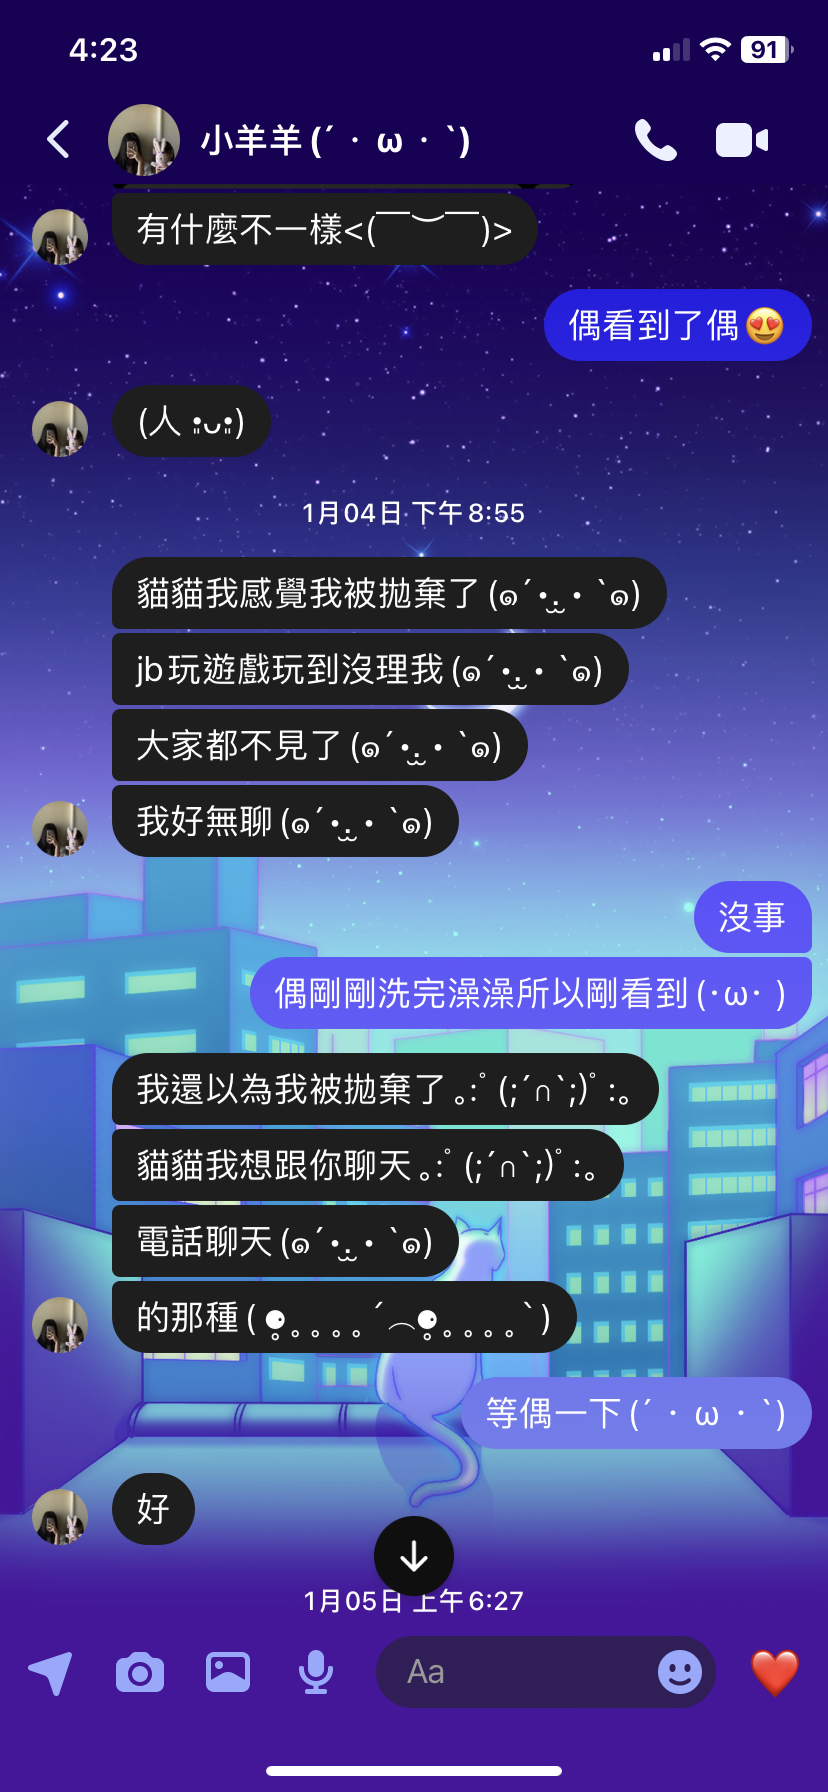 4:23
91
小羊羊(´・ω・`)
有什麼不一樣<(￣︶￣)>
偶看到了偶😍
(人 •͈ᴗ•͈)
1月04日 下午8:55
貓貓我感覺我被拋棄了(๑´•.̫ • `๑)
jb玩遊戲玩到沒理我(๑´•.̫ • `๑)
大家都不見了(๑´•.̫ • `๑)
我好無聊(๑´•.̫ • `๑)
沒事
偶剛剛洗完澡澡所以剛看到(･ω･ )
我還以為我被拋棄了｡:ﾟ(;´∩`;)ﾟ:｡
貓貓我想跟你聊天｡:ﾟ(;´∩`;)ﾟ:｡
電話聊天(๑´•.̫ • `๑)
的那種( ⚈̥̥̥̥̥́⌢⚈̥̥̥̥̥̀)
等偶一下(´・ω・`)
好
1月05日 上午6:27
Aa